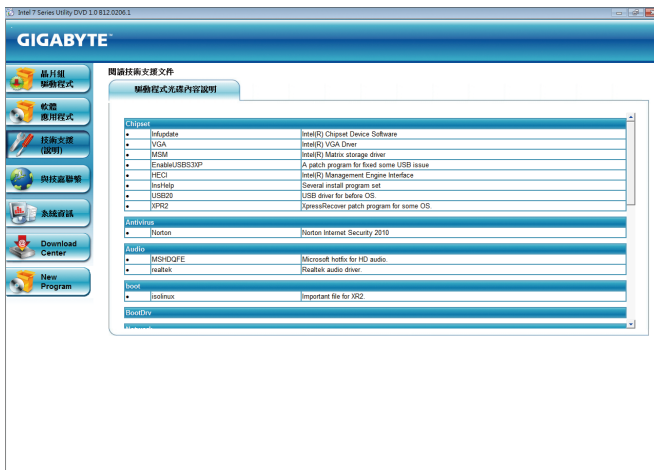 Intel 7 Series Utility DVD 1.0 B12.0206.1
GIGABYTE™
晶片組
驅動程式
軟體
應用程式
技術支援
(說明)
與技嘉聯繫
系統資訊
Download
Center
New
Program
閱讀技術支援文件
驅動程式光碟內容說明
Chipset
• Infupdate Intel(R) Chipset Device Software
• VGA Intel(R) VGA Driver
• MSM Intel(R) Matrix storage driver
• EnableUSBS3XP A patch program for fixed some USB issue
• HECI Intel(R) Management Engine Interface
• InsHelp Several install program set
• USB20 USB driver for before OS.
• XPR2 XpressRecover patch program for some OS.
Antivirus
• Norton Norton Internet Security 2010
Audio
• MSHDQFE Microsoft hotfix for HD audio.
• realtek Realtek audio driver.
boot
• isolinux Important file for XR2.
BootDrv
Network